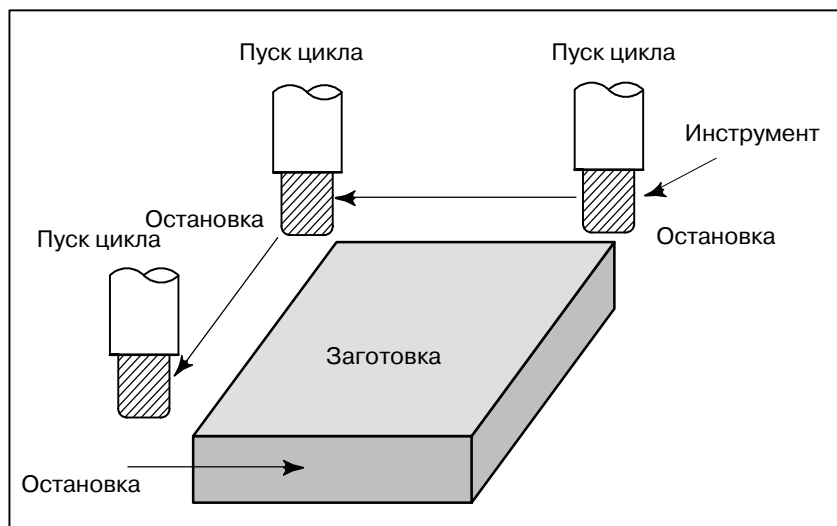 Пуск цикла
Пуск цикла
Инструмент
Остановка
Остановка
Пуск цикла
Заготовка
Остановка